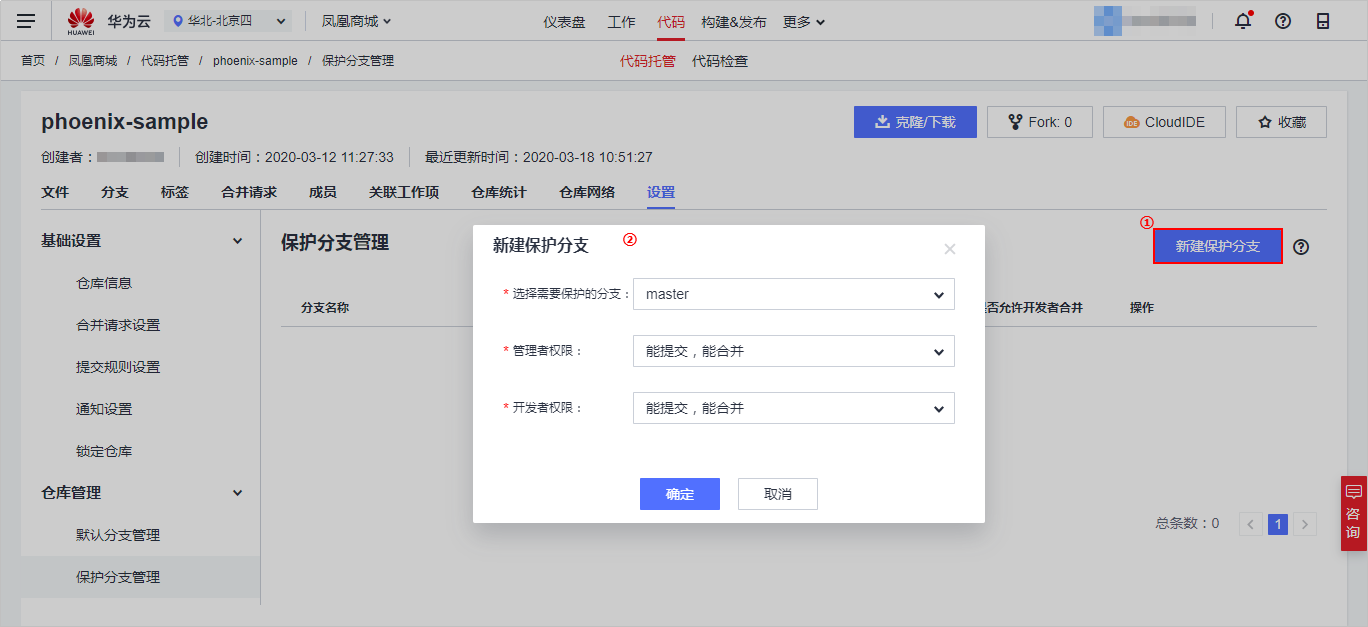 HUAWEI 华为云 华北-北京四 凤凰商城 仪表盘 工作 代码 构建&发布 更多
首页 / 凤凰商城 / 代码托管 / phoenix-sample / 保护分支管理 代码托管 代码检查
phoenix-sample 克隆/下载 Fork: 0 IDE CloudIDE 收藏
创建者： 创建时间：2020-03-12 11:27:33 最近更新时间：2020-03-18 10:51:27
文件 分支 标签 合并请求 成员 关联工作项 仓库统计 仓库网络 设置
基础设置
仓库信息
合并请求设置
提交规则设置
通知设置
锁定仓库
仓库管理
默认分支管理
保护分支管理
保护分支管理 ① 新建保护分支
分支名称 是否允许开发者合并 操作
新建保护分支 ②
* 选择需要保护的分支： master
* 管理者权限： 能提交，能合并
* 开发者权限： 能提交，能合并
确定 取消
总条数：0 1
咨
询